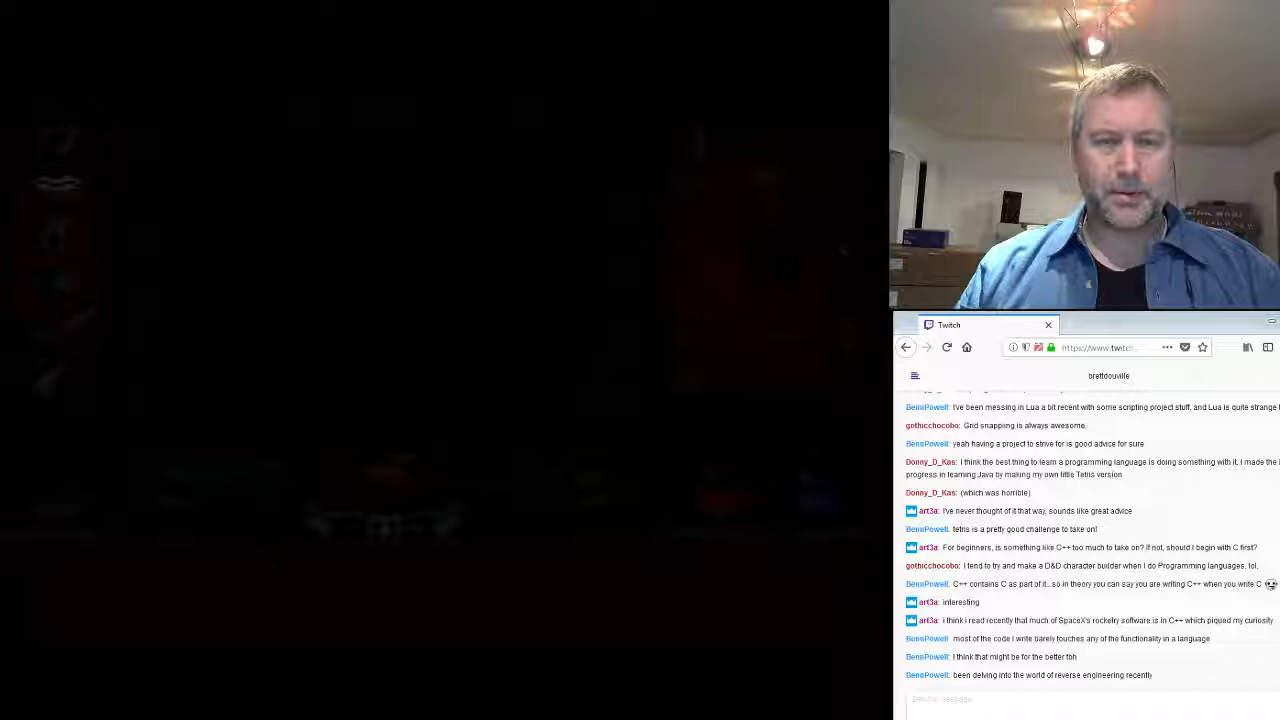 Twitch
https://www.twitc...
brettdouville
BennPowell: I've been messing in Lua a bit recent with some scripting project stuff, and Lua is quite strange
gothicchocobo: Grid snapping is always awesome.
BennPowell: yeah having a project to strive for is good advice for sure
Donny_D_Kas: I think the best thing to learn a programming language is doing something with it. I made the
progress in learning Java by making my own little Tetris version
Donny_D_Kas: (which was horrible)
art3a: I've never thought of it that way, sounds like great advice
BennPowell: tetris is a pretty good challenge to take on!
art3a: For beginners, is something like C++ too much to take on? If not, should I begin with C first?
gothicchocobo: I tend to try and make a D&D character builder when I do Programming languages. lol.
BennPowell: C++ contains C as part of it...so in theory you can say you are writing C++ when you write C
art3a: interesting
art3a: i think i read recently that much of SpaceX's rocketry software is in C++ which piqued my curiosity
BennPowell: most of the code I write barely touches any of the functionality in a language
BennPowell: I think that might be for the better tbh
BennPowell: been delving into the world of reverse engineering recently
Send a message